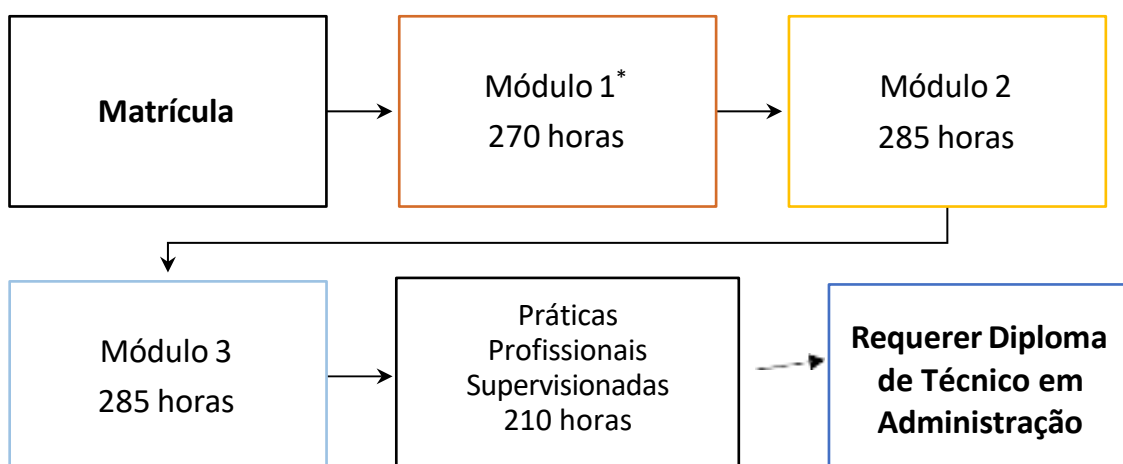 Matrícula
Módulo 1*
270 horas
Módulo 2
285 horas
Módulo 3
285 horas
Práticas
Profissionais
Supervisionadas
210 horas
Requerer Diploma
de Técnico em
Administração